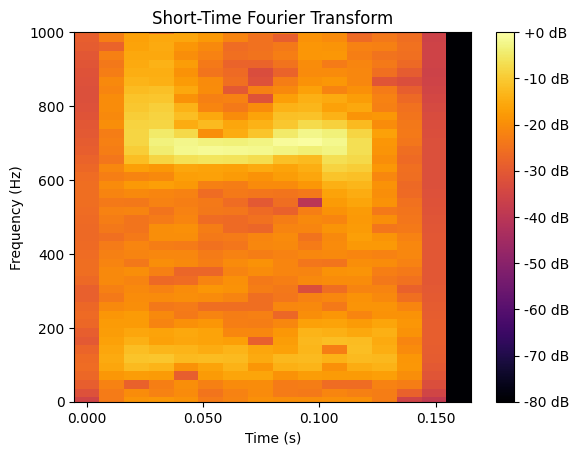 Short-Time Fourier Transform
1000
800
600
400
200
0
Frequency (Hz)
0.000
0.050
0.100
0.150
Time (s)
+0 dB
-10 dB
-20 dB
-30 dB
-40 dB
-50 dB
-60 dB
-70 dB
-80 dB